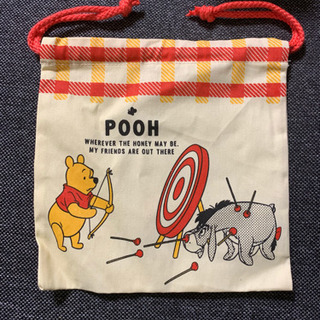 POOH
WHEREVER THE HONEY MAY BE.
MY FRIENDS ARE OUT THERE